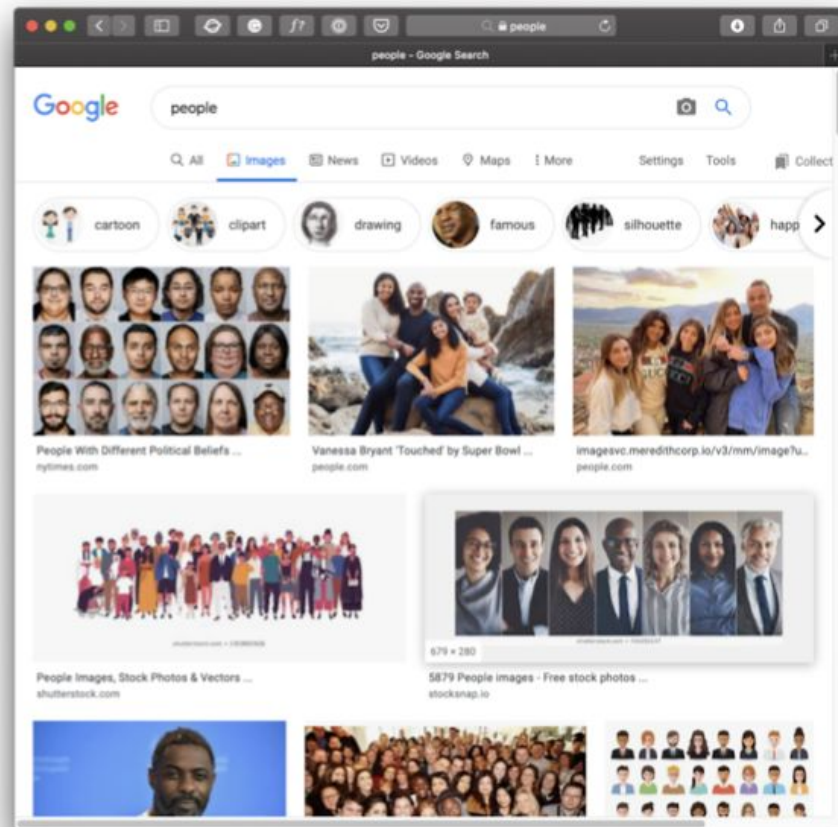 people
people - Google Search
Google
people
All
Images
News
Videos
Maps
More
Settings
Tools
Collect
cartoon
clipart
drawing
famous
silhouette
happ
People With Different Political Beliefs ...
nytimes.com
Vanessa Bryant 'Touched' by Super Bowl ...
people.com
imagesvc.meredithcorp.io/v3/mm/image?u...
people.com
GUCCI
679 × 280
People Images, Stock Photos & Vectors ...
shutterstock.com
5879 People images - Free stock photos ...
stocksnap.io